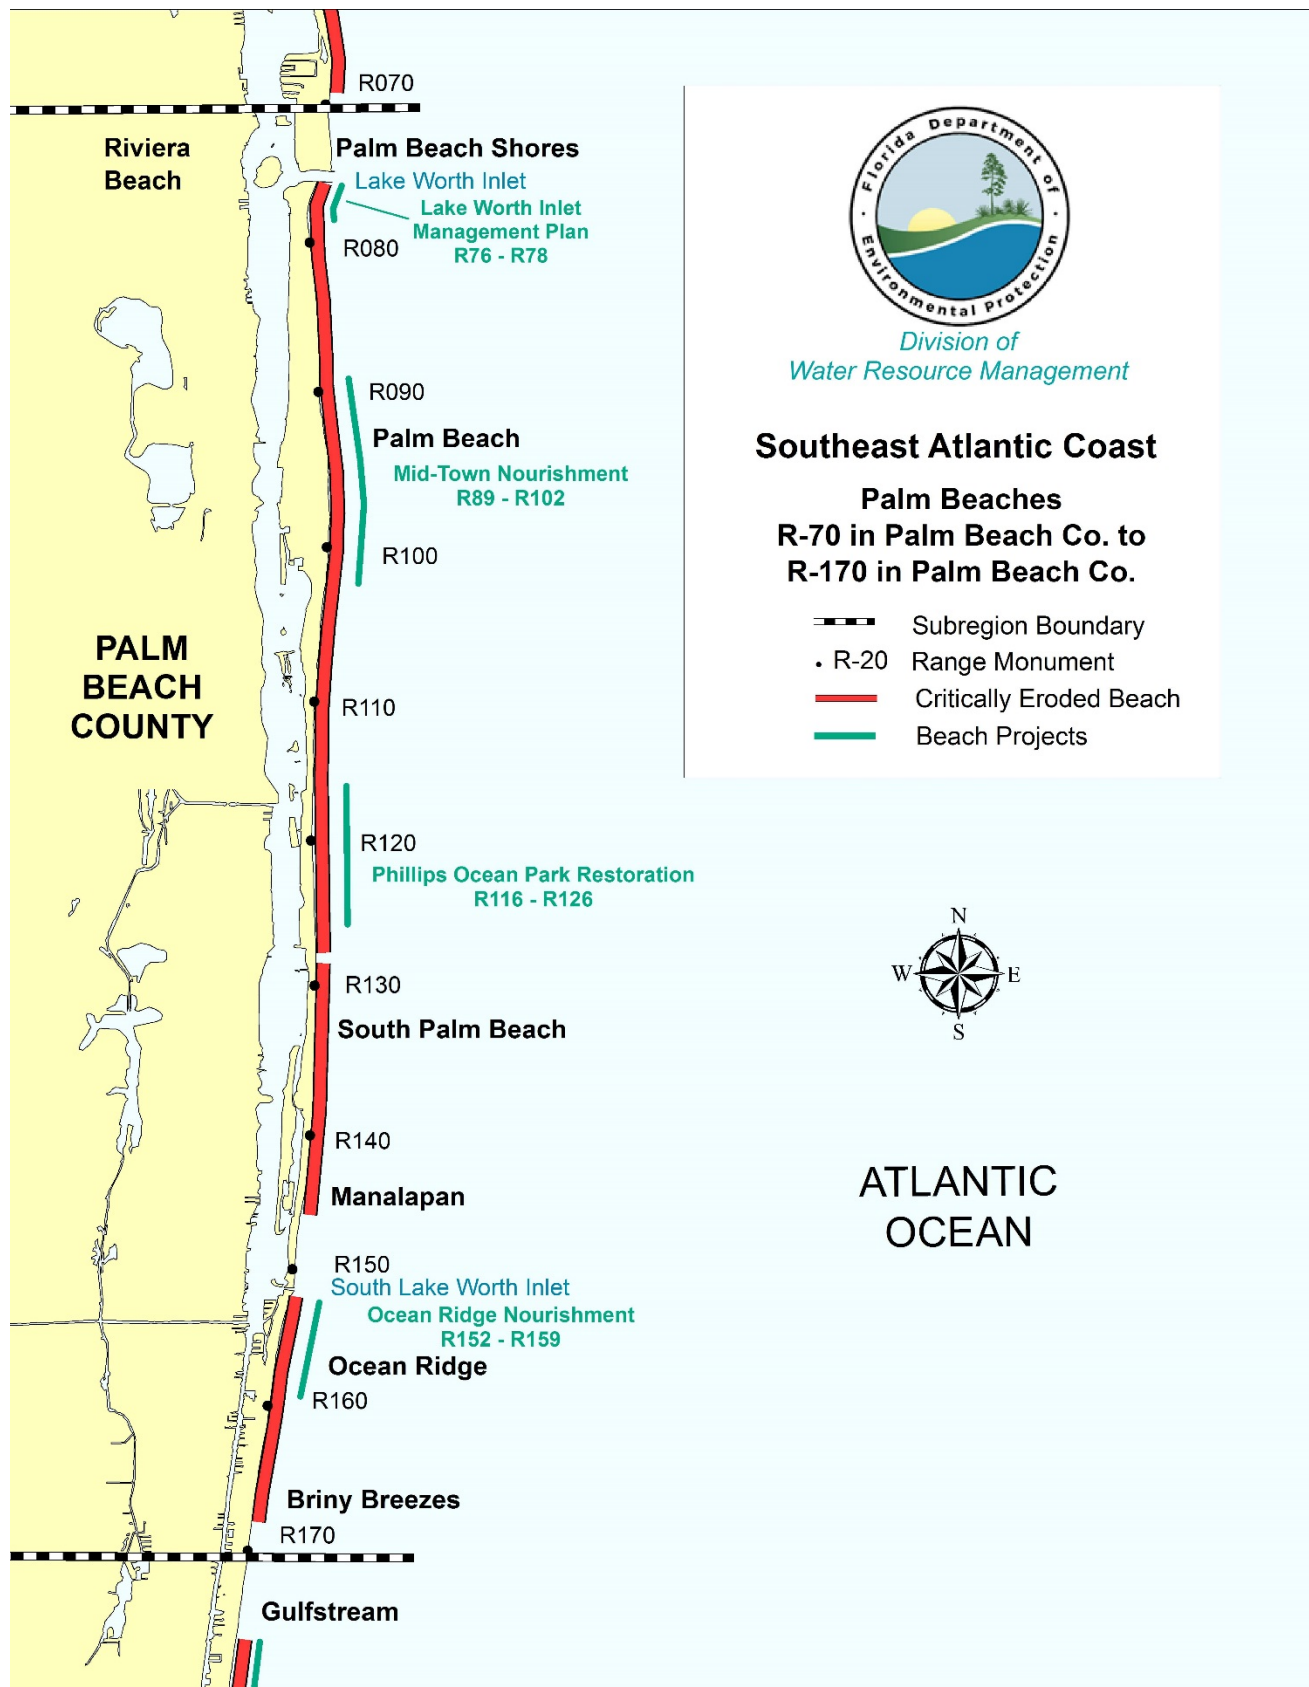 R070
Riviera
Beach
Palm Beach Shores
Lake Worth Inlet
Lake Worth Inlet
Management Plan
R76 - R78
R080
R090
Palm Beach
Mid-Town Nourishment
R89 - R102
R100
PALM
BEACH
COUNTY
R110
R120
Phillips Ocean Park Restoration
R116 - R126
R130
South Palm Beach
R140
Manalapan
R150
South Lake Worth Inlet
Ocean Ridge Nourishment
R152 - R159
Ocean Ridge
R160
Briny Breezes
R170
Gulfstream
Florida Department of
Environmental Protection
Division of
Water Resource Management
Southeast Atlantic Coast
Palm Beaches
R-70 in Palm Beach Co. to
R-170 in Palm Beach Co.
Subregion Boundary
R-20 Range Monument
Critically Eroded Beach
Beach Projects
N
W E
S
ATLANTIC
OCEAN